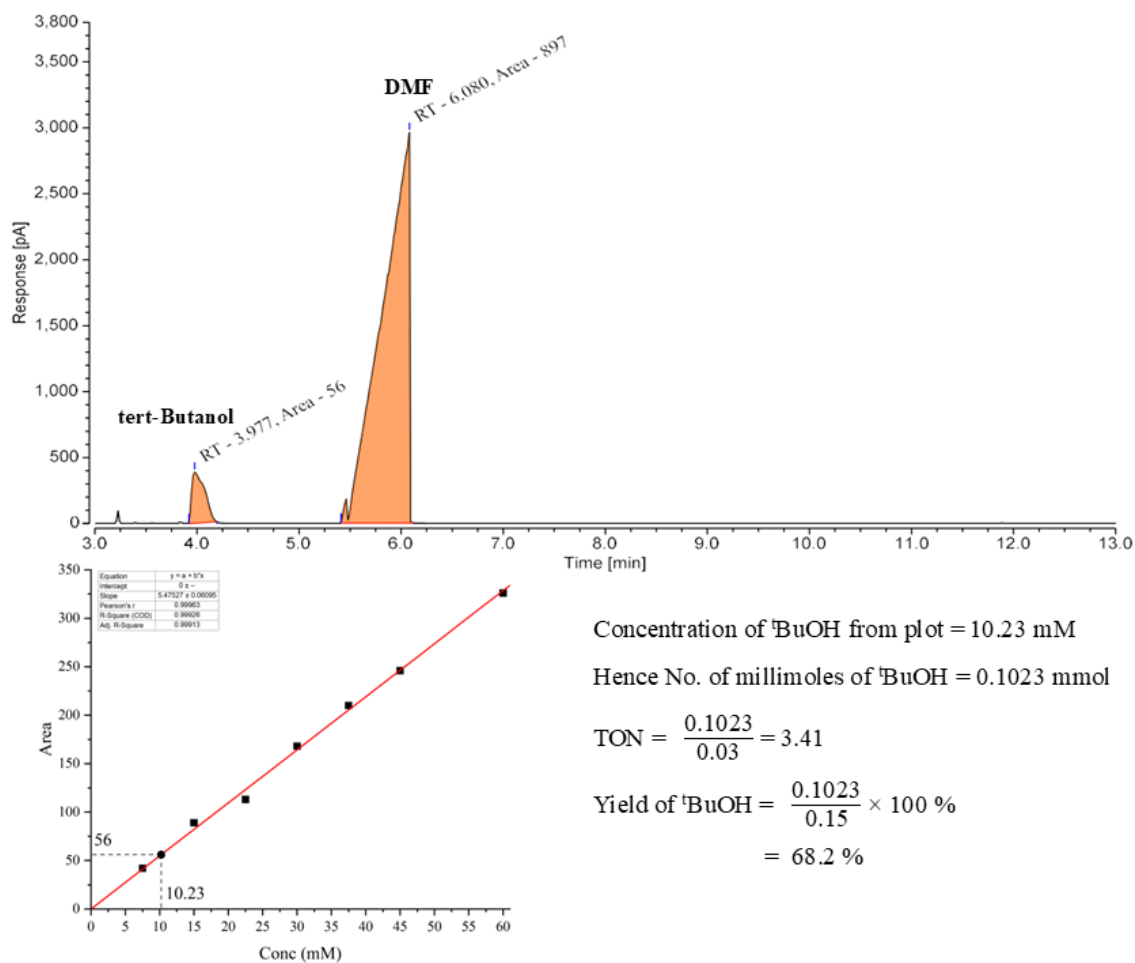 3,800
3,500
3,000
2,500
2,000
1,500
1,000
500
0
Response [pA]
DMF
RT - 6.080, Area - 897
tert-Butanol
RT - 3.977, Area - 56
3.0 4.0 5.0 6.0 7.0 8.0 9.0 10.0 11.0 12.0 13.0
Time [min]
350
300
250
200
150
100
50
0
Area
Equation y = a + b*x
Intercept 0 ± --
Slope 5.47527 ± 0.06095
Pearson's r 0.99963
R-Square (COD) 0.99926
Adj. R-Square 0.99913
56
10.23
0 5 10 15 20 25 30 35 40 45 50 55 60
Conc (mM)
Concentration of ᵗBuOH from plot = 10.23 mM
Hence No. of millimoles of ᵗBuOH = 0.1023 mmol
TON = 0.1023 / 0.03 = 3.41
Yield of ᵗBuOH = 0.1023 / 0.15 × 100 %
= 68.2 %